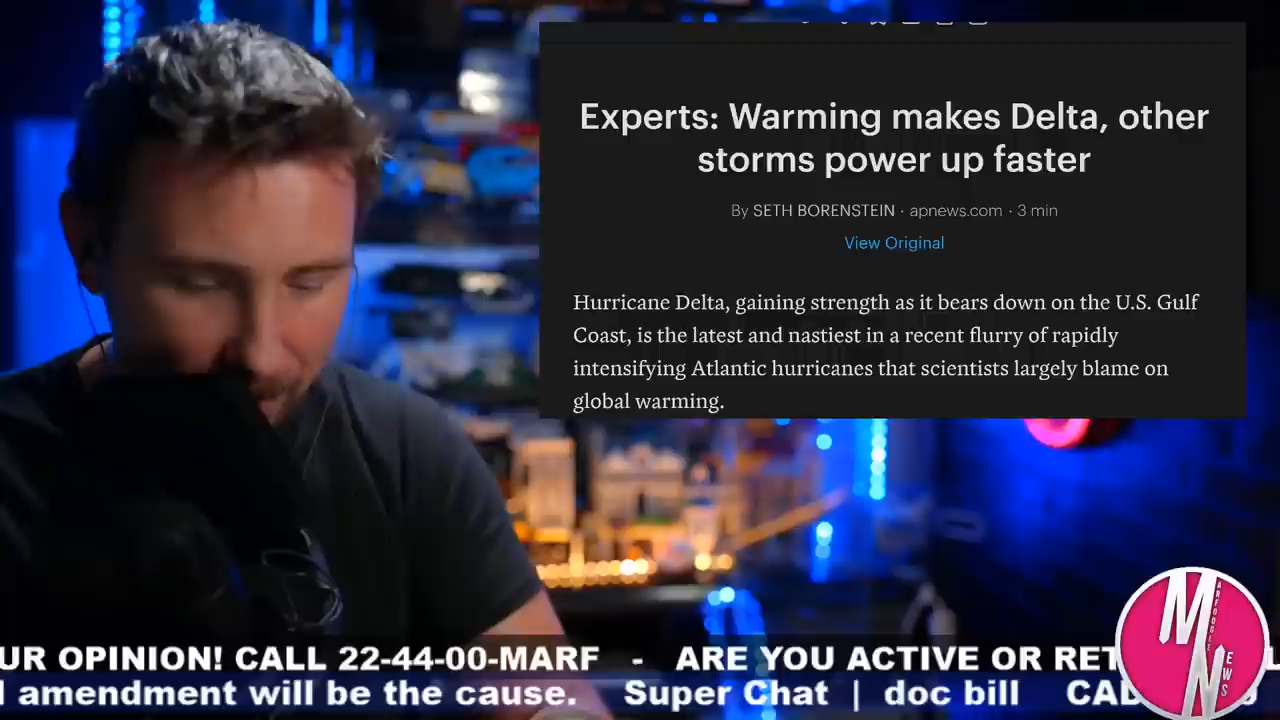 Experts: Warming makes Delta, other
storms power up faster
By SETH BORENSTEIN · apnews.com · 3 min
View Original
Hurricane Delta, gaining strength as it bears down on the U.S. Gulf
Coast, is the latest and nastiest in a recent flurry of rapidly
intensifying Atlantic hurricanes that scientists largely blame on
global warming.
UR OPINION! CALL 22-44-00-MARF - ARE YOU ACTIVE OR RET
amendment will be the cause. Super Chat | doc bill CAD
MN
EWS